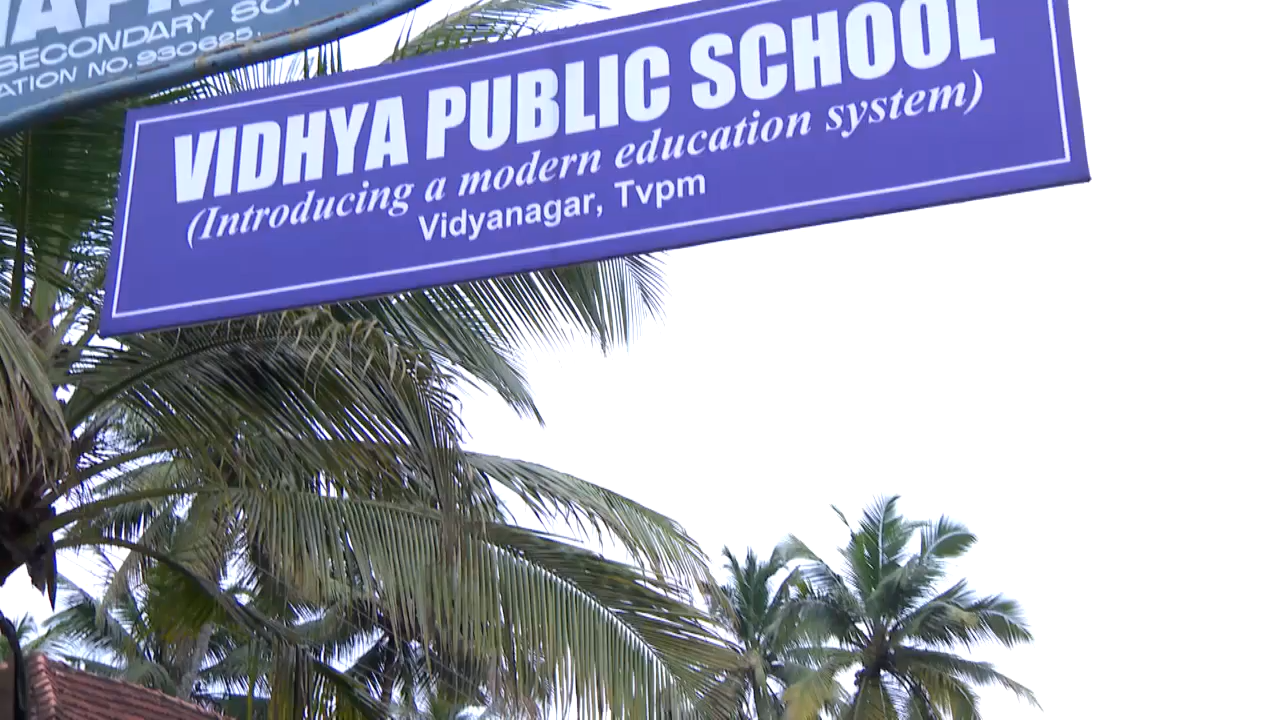 SECONDARY
ATION NO. 930625.
VIDHYA PUBLIC SCHOOL
(Introducing a modern education system)
Vidyanagar, Tvpm